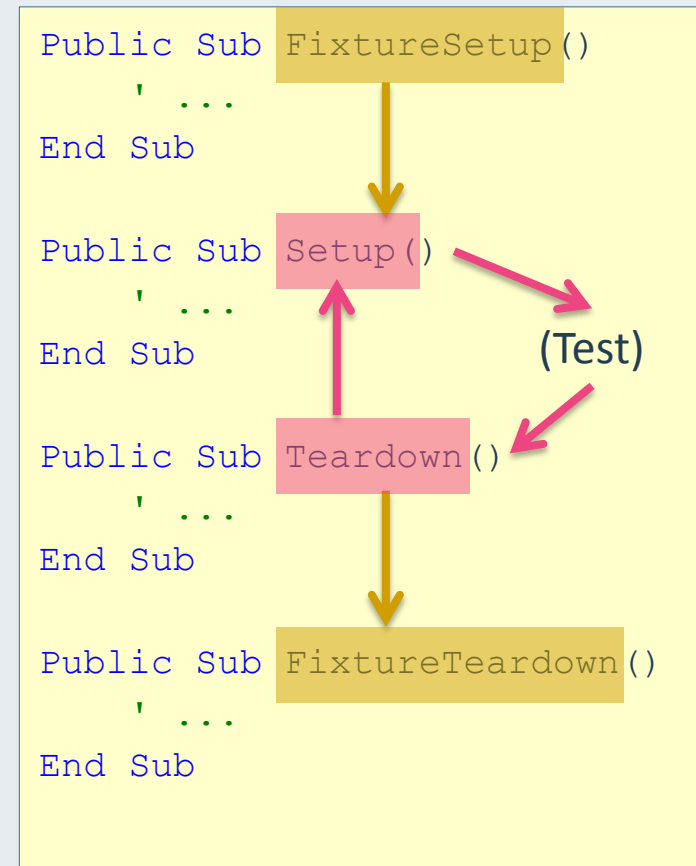 Public Sub FixtureSetup()
' ...
End Sub
Public Sub Setup()
' ...
End Sub
(Test)
Public Sub Teardown()
' ...
End Sub
Public Sub FixtureTeardown()
' ...
End Sub